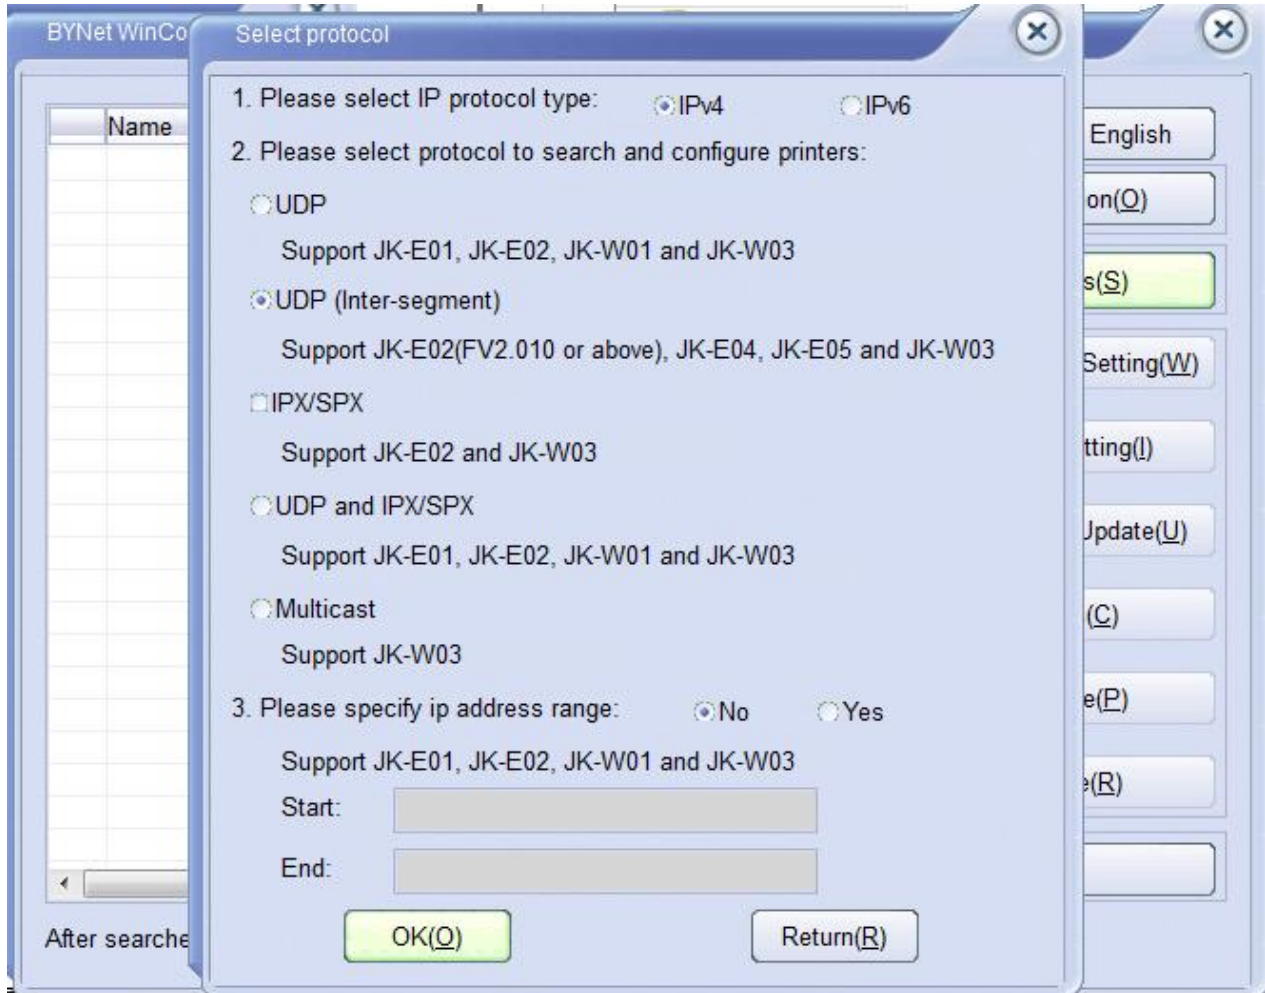 BYNet WinCo
Select protocol
Name
1. Please select IP protocol type: IPv4 IPv6
2. Please select protocol to search and configure printers:
UDP
Support JK-E01, JK-E02, JK-W01 and JK-W03
UDP (Inter-segment)
Support JK-E02(FV2.010 or above), JK-E04, JK-E05 and JK-W03
IPX/SPX
Support JK-E02 and JK-W03
UDP and IPX/SPX
Support JK-E01, JK-E02, JK-W01 and JK-W03
Multicast
Support JK-W03
3. Please specify ip address range: No Yes
Support JK-E01, JK-E02, JK-W01 and JK-W03
Start:
End:
OK(O) Return(R)
English
on(O)
s(S)
Setting(W)
tting(I)
Update(U)
(C)
e(P)
e(R)
After searche